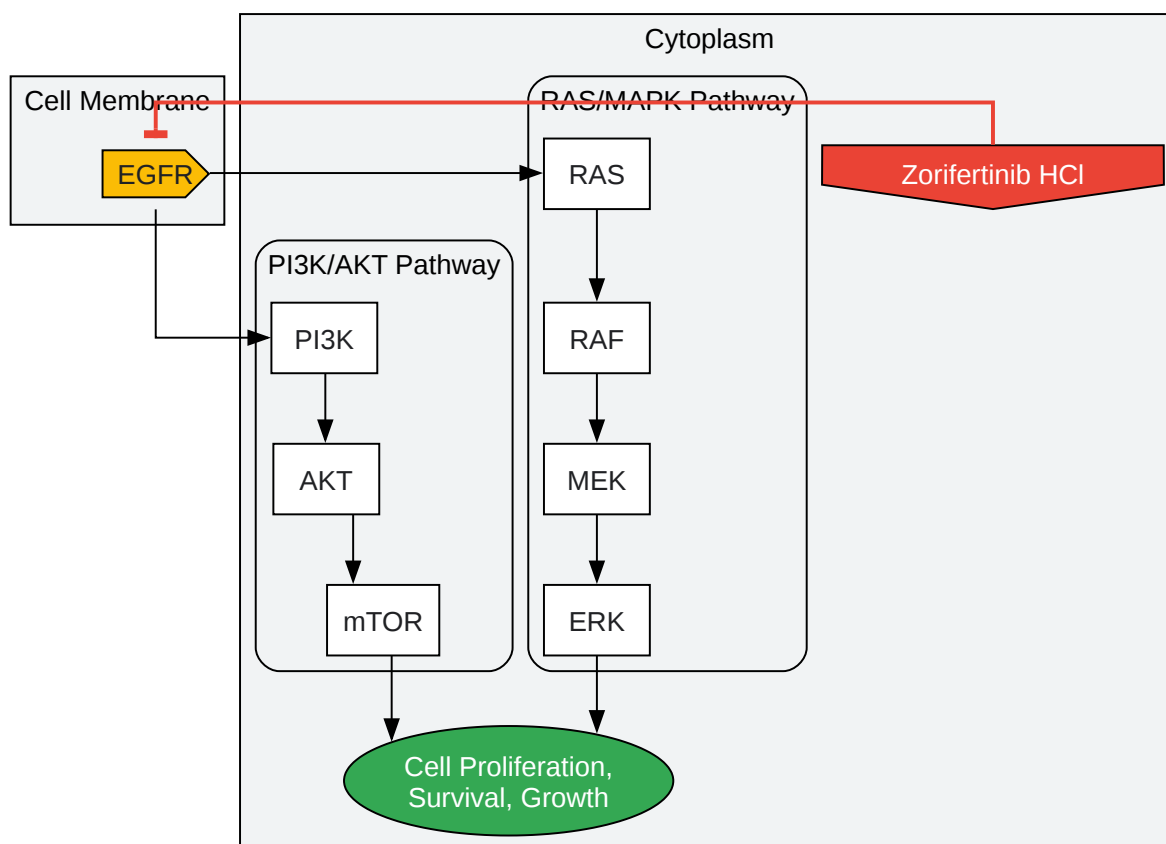 Cytoplasm
Cell Membrane
RAS/MAPK Pathway
EGFR
RAS
Zorifertinib HCl
PI3K/AKT Pathway
PI3K
RAF
AKT
MEK
mTOR
ERK
Cell Proliferation,
Survival, Growth